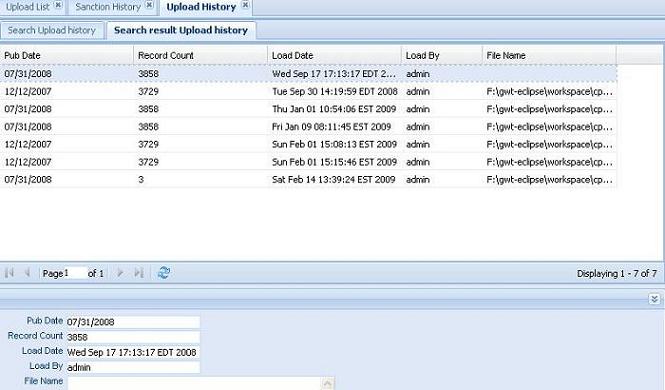 Upload List Sanction History Upload History
Search Upload history Search result Upload history
Pub Date Record Count Load Date Load By File Name
07/31/2008 3858 Wed Sep 17 17:13:17 EDT 2... admin
12/12/2007 3729 Tue Sep 30 14:19:59 EDT 2008 admin F:\gwt-eclipse\workspace\cp...
07/31/2008 3858 Thu Jan 01 10:54:06 EST 2009 admin F:\gwt-eclipse\workspace\cp...
07/31/2008 3858 Fri Jan 09 08:11:45 EST 2009 admin F:\gwt-eclipse\workspace\cp...
12/12/2007 3729 Sun Feb 01 15:08:13 EST 2009 admin F:\gwt-eclipse\workspace\cp...
12/12/2007 3729 Sun Feb 01 15:15:46 EST 2009 admin F:\gwt-eclipse\workspace\cp...
07/31/2008 3 Sat Feb 14 13:39:24 EST 2009 admin F:\gwt-eclipse\workspace\cp...
Page 1 of 1 Displaying 1 - 7 of 7
Pub Date 07/31/2008
Record Count 3858
Load Date Wed Sep 17 17:13:17 EDT 2008
Load By admin
File Name